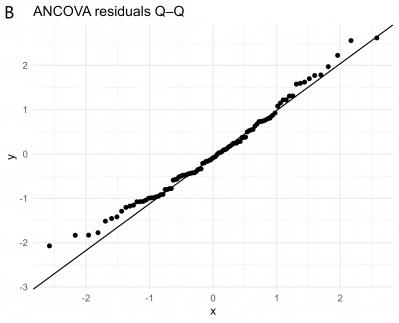 B ANCOVA residuals Q–Q
2
1
0
-1
-2
-3
y
-2 -1 0 1 2
x